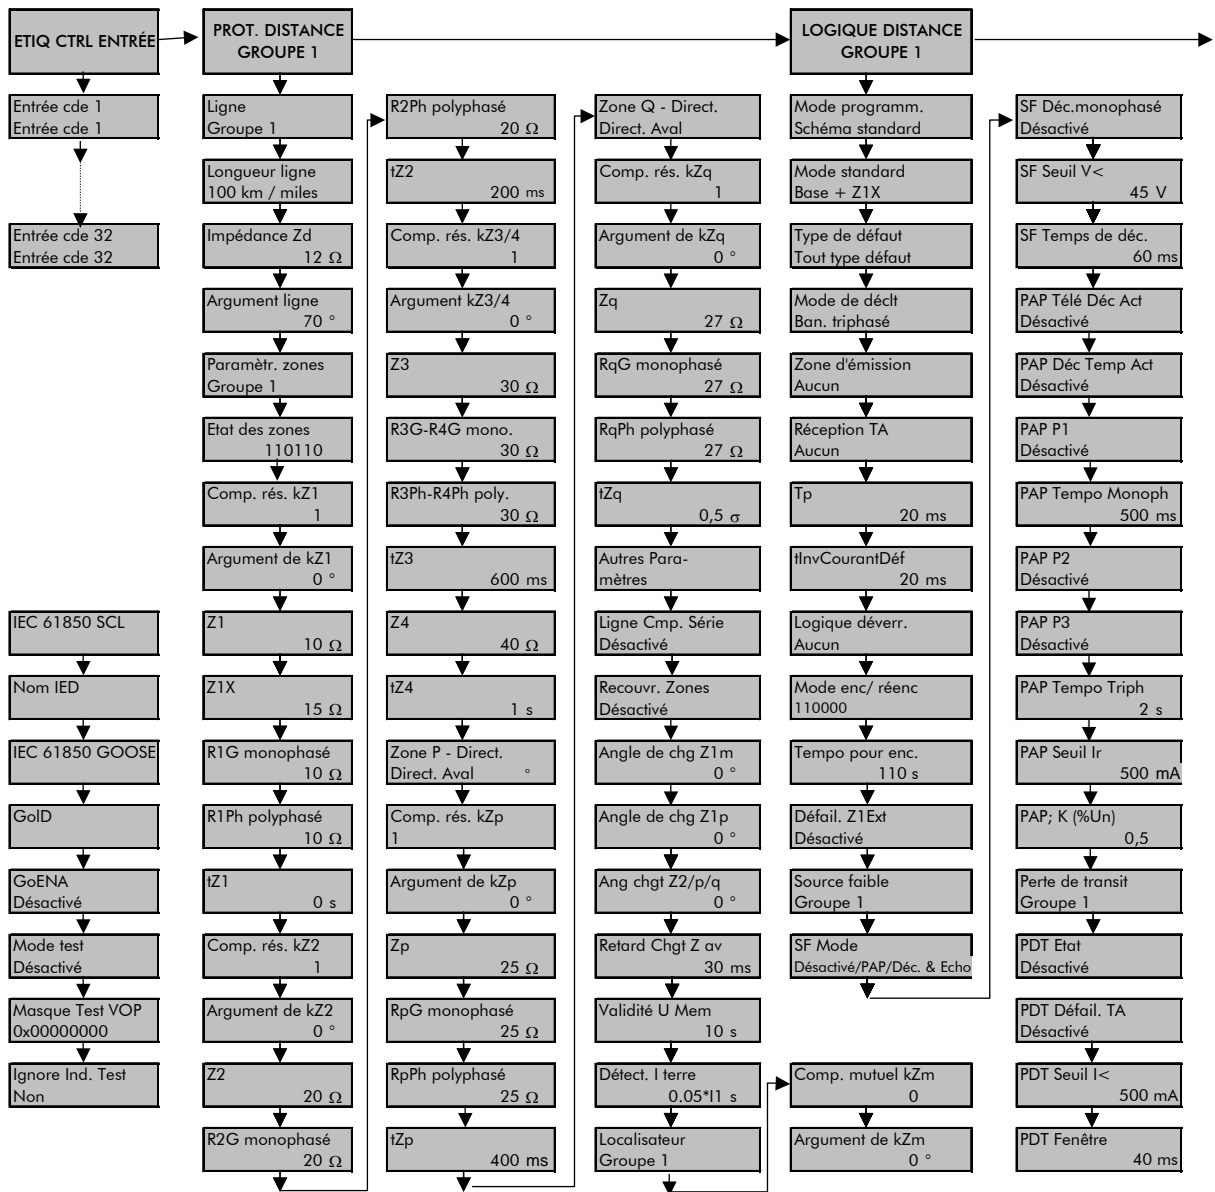 ETIQ CTRL ENTRÉE
Entrée cde 1
Entrée cde 1
Entrée cde 32
Entrée cde 32
IEC 61850 SCL
Nom IED
IEC 61850 GOOSE
GoID
GoENA
Désactivé
Mode test
Désactivé
Masque Test VOP
0x00000000
Ignore Ind. Test
Non
PROT. DISTANCE
GROUPE 1
Ligne
Groupe 1
Longueur ligne
100 km / miles
Impédance Zd
12 Ω
Argument ligne
70 °
Paramètr. zones
Groupe 1
Etat des zones
110110
Comp. rés. kZ1
1
Argument de kZ1
0 °
Z1
10 Ω
Z1X
15 Ω
R1G monophasé
10 Ω
R1Ph polyphasé
10 Ω
tZ1
0 s
Comp. rés. kZ2
1
Argument de kZ2
0 °
Z2
20 Ω
R2G monophasé
20 Ω
R2Ph polyphasé
20 Ω
tZ2
200 ms
Comp. rés. kZ3/4
1
Argument kZ3/4
0 °
Z3
30 Ω
R3G-R4G mono.
30 Ω
R3Ph-R4Ph poly.
30 Ω
tZ3
600 ms
Z4
40 Ω
tZ4
1 s
Zone P - Direct.
Direct. Aval °
Comp. rés. kZp
1
Argument de kZp
0 °
Zp
25 Ω
RpG monophasé
25 Ω
RpPh polyphasé
25 Ω
tZp
400 ms
Zone Q - Direct.
Direct. Aval
Comp. rés. kZq
1
Argument de kZq
0 °
Zq
27 Ω
RqG monophasé
27 Ω
RqPh polyphasé
27 Ω
tZq
0,5 σ
Autres Para-
mètres
Ligne Cmp. Série
Désactivé
Recouvr. Zones
Désactivé
Angle de chg Z1m
0 °
Angle de chg Z1p
0 °
Ang chgt Z2/p/q
0 °
Retard Chgt Z av
30 ms
Validité U Mem
10 s
Détect. I terre
0.05*I1 s
Localisateur
Groupe 1
LOGIQUE DISTANCE
GROUPE 1
Mode programm.
Schéma standard
Mode standard
Base + Z1X
Type de défaut
Tout type défaut
Mode de déclt
Ban. triphasé
Zone d'émission
Aucun
Réception TA
Aucun
Tp
20 ms
tInvCourantDéf
20 ms
Logique déverr.
Aucun
Mode enc/ réenc
110000
Tempo pour enc.
110 s
Défail. Z1Ext
Désactivé
Source faible
Groupe 1
SF Mode
Désactivé/PAP/Déc. & Echo
Comp. mutuel kZm
0
Argument de kZm
0 °
SF Déc.monophasé
Désactivé
SF Seuil V<
45 V
SF Temps de déc.
60 ms
PAP Télé Déc Act
Désactivé
PAP Déc Temp Act
Désactivé
PAP P1
Désactivé
PAP Tempo Monoph
500 ms
PAP P2
Désactivé
PAP P3
Désactivé
PAP Tempo Triph
2 s
PAP Seuil Ir
500 mA
PAP; K (%Un)
0,5
Perte de transit
Groupe 1
PDT Etat
Désactivé
PDT Défail. TA
Désactivé
PDT Seuil I<
500 mA
PDT Fenêtre
40 ms